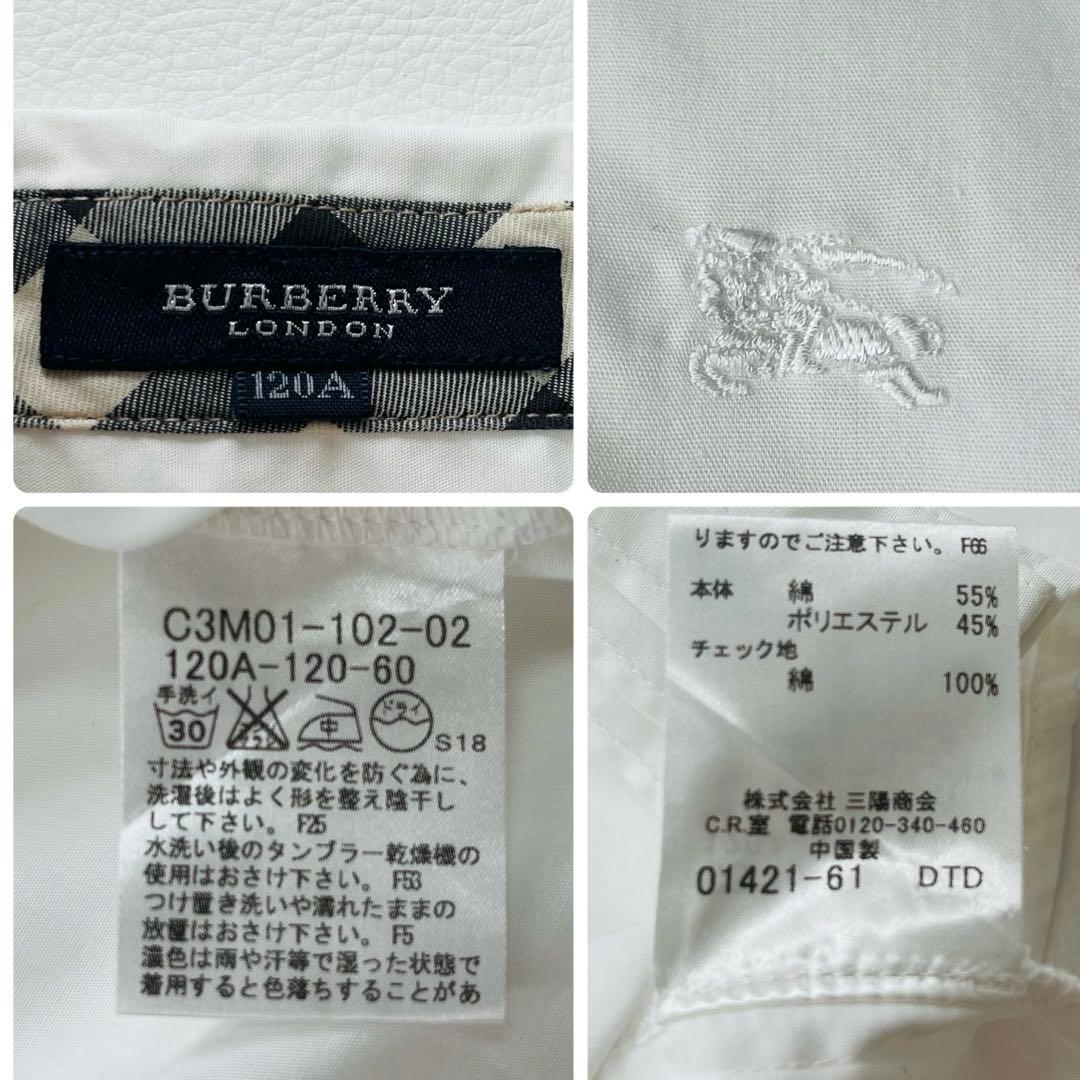 BURBERRY
LONDON
120A
C3M01-102-02
120A-120-60
手洗イ
30
中
ドライ
S18
寸法や外観の変化を防ぐ為に、
洗濯後はよく形を整え陰干し
して下さい。 F25
水洗い後のタンブラー乾燥機の
使用はおさけ下さい。 F53
つけ置き洗いや濡れたままの
放置はおさけ下さい。 F5
濃色は雨や汗等で湿った状態で
着用すると色落ちすることがあ
りますのでご注意下さい。 F66
本体 綿 55%
ポリエステル 45%
チェック地
綿 100%
株式会社 三陽商会
C.R.室 電話0120-340-460
中国製
01421-61 DTD